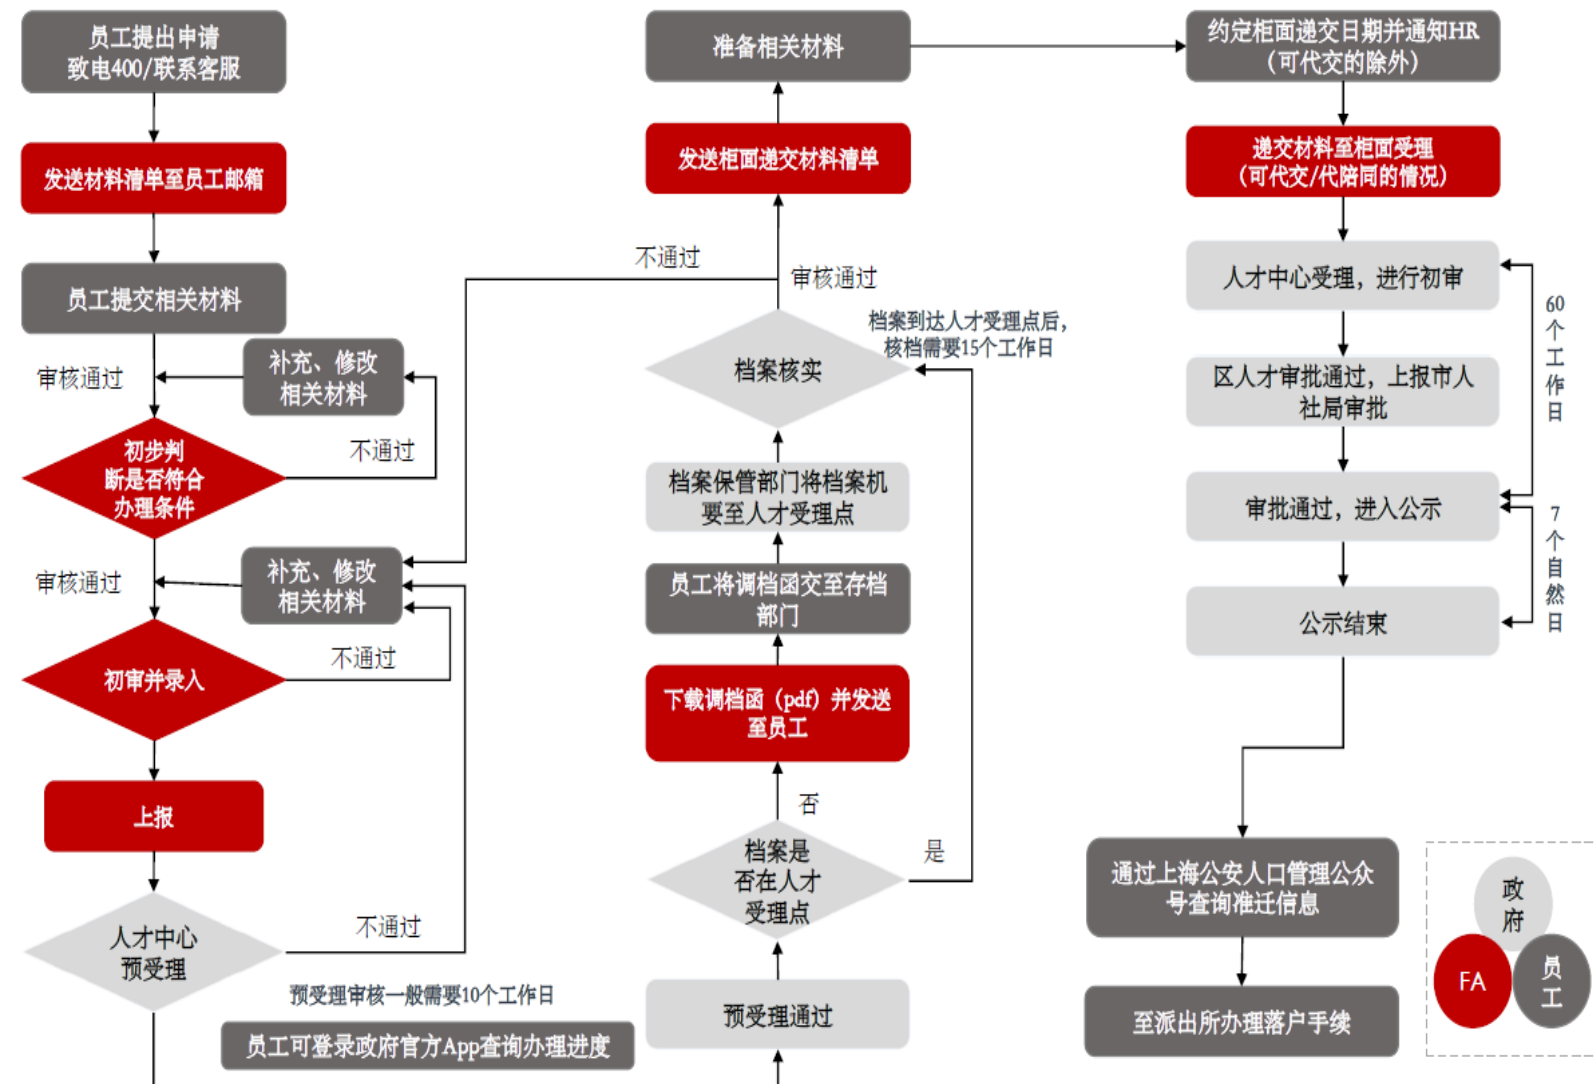 员工提出申请
致电400/联系客服
发送材料清单至员工邮箱
员工提交相关材料
审核通过
补充、修改
相关材料
不通过
初步判
断是否符合
办理条件
审核通过
补充、修改
相关材料
不通过
初审并录入
上报
人才中心
预受理
不通过
预受理审核一般需要10个工作日
员工可登录政府官方App查询办理进度
准备相关材料
发送柜面递交材料清单
不通过
审核通过
档案到达人才受理点后，
核档需要15个工作日
档案核实
档案保管部门将档案机
要至人才受理点
员工将调档函交至存档
部门
下载调档函（pdf）并发送
至员工
否
是
档案是
否在人才
受理点
预受理通过
约定柜面递交日期并通知HR
（可代交的除外）
递交材料至柜面受理
（可代交/代陪同的情况）
人才中心受理，进行初审
区人才审批通过，上报市人
社局审批
审批通过，进入公示
公示结束
60
个
工
作
日
7
个
自
然
日
通过上海公安人口管理公众
号查询准迁信息
至派出所办理落户手续
政
府
FA
员
工